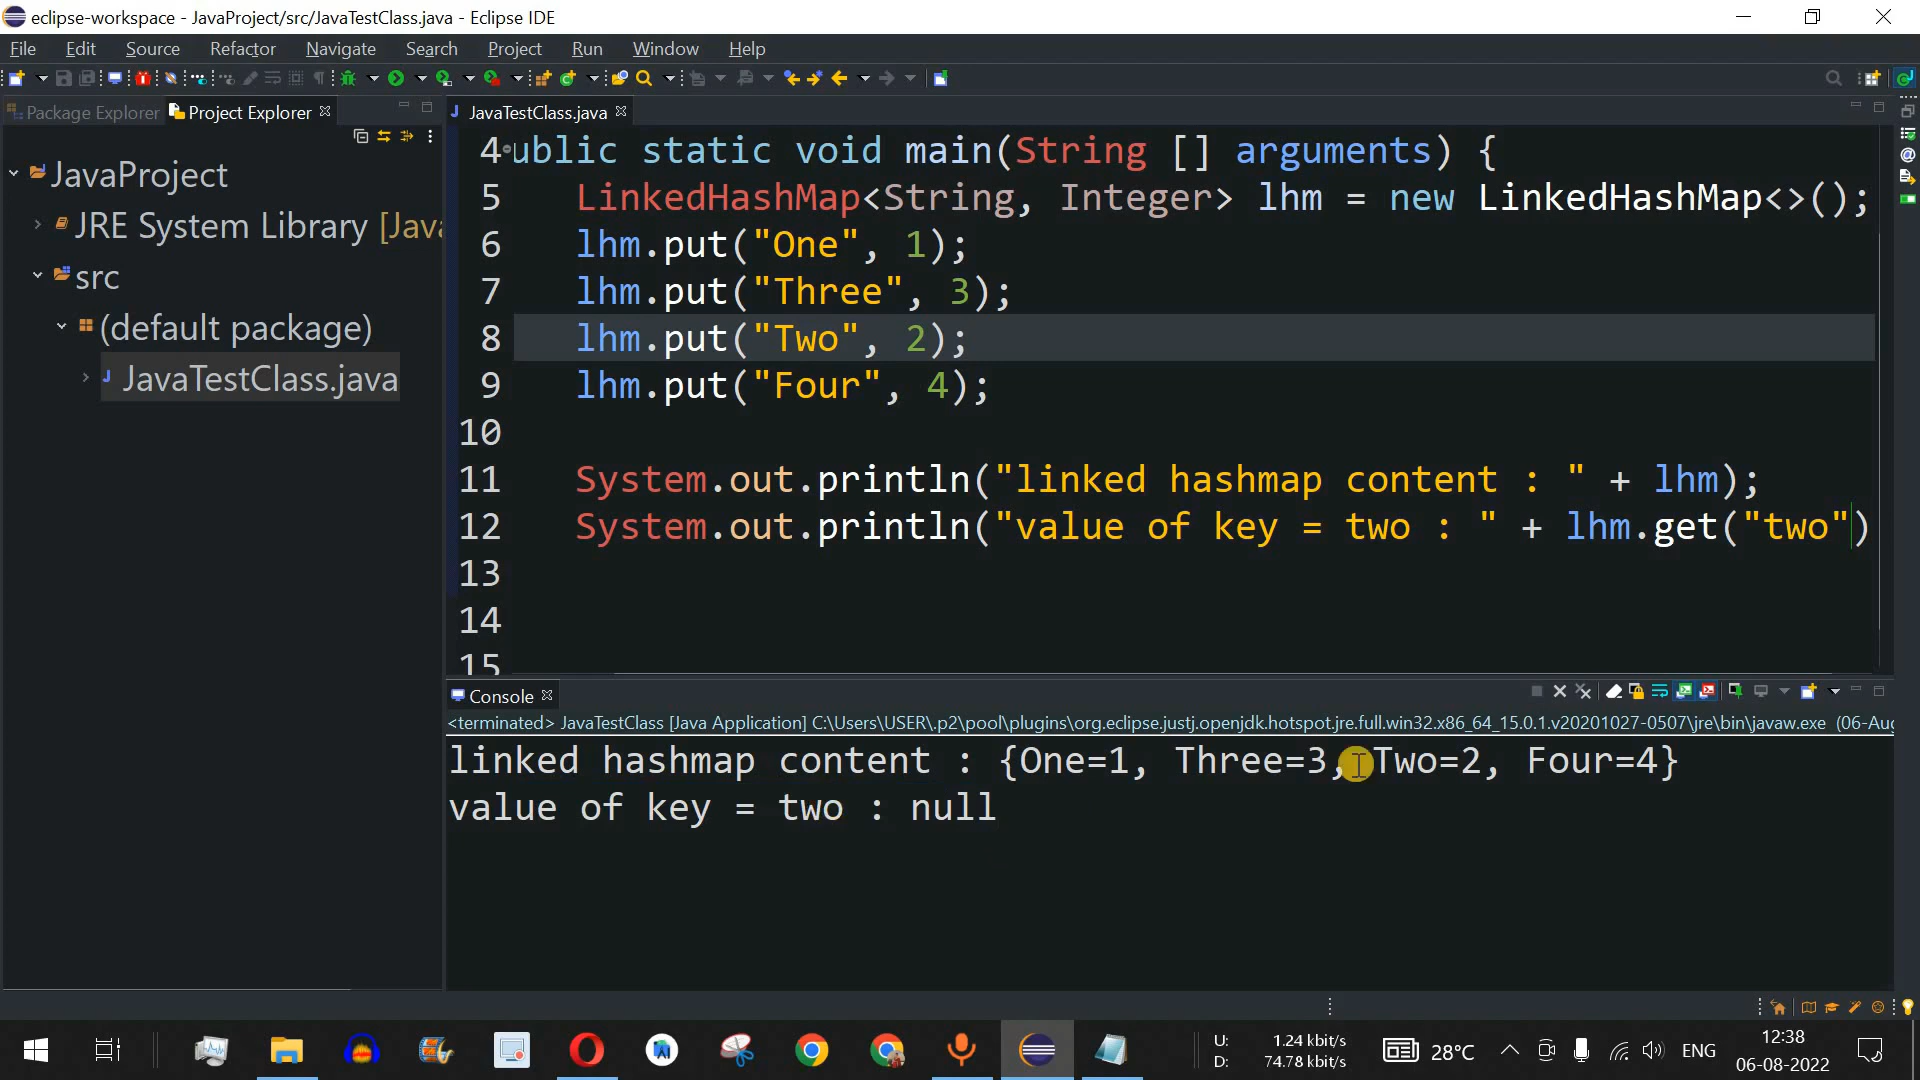 eclipse-workspace - JavaProject/src/JavaTestClass.java - Eclipse IDE
File Edit Source Refactor Navigate Search Project Run Window Help
Package Explorer Project Explorer JavaTestClass.java
JavaProject
JRE System Library [Java
src
(default package)
JavaTestClass.java
4 ublic static void main(String [] arguments) {
5 LinkedHashMap<String, Integer> lhm = new LinkedHashMap<>();
6 lhm.put("One", 1);
7 lhm.put("Three", 3);
8 lhm.put("Two", 2);
9 lhm.put("Four", 4);
10
11 System.out.println("linked hashmap content : " + lhm);
12 System.out.println("value of key = two : " + lhm.get("two")
13
14
15
Console
<terminated> JavaTestClass [Java Application] C:\Users\USER\.p2\pool\plugins\org.eclipse.justj.openjdk.hotspot.jre.full.win32.x86_64_15.0.1.v20201027-0507\jre\bin\javaw.exe (06-Aug
linked hashmap content : {One=1, Three=3, Two=2, Four=4}
value of key = two : null
U: 1.24 kbit/s
D: 74.78 kbit/s
28°C
ENG
12:38
06-08-2022